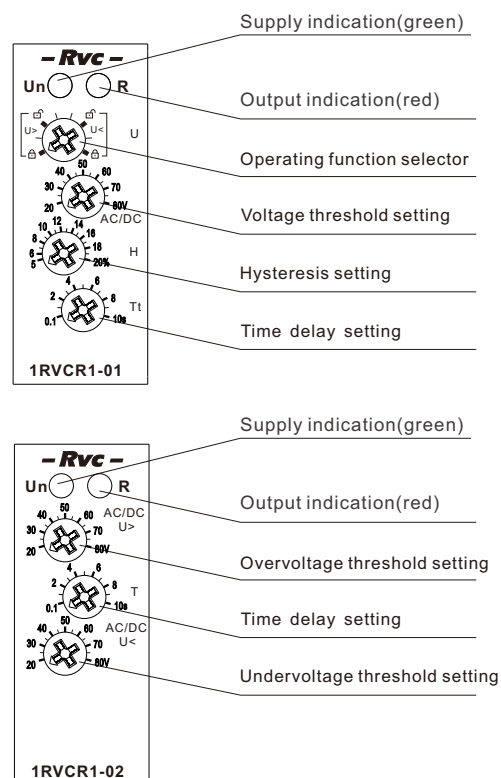 Supply indication(green)
– Rvc –
Un R
Output indication(red)
U> U< U
Operating function selector
20 30 40 50 60 70 80V
AC/DC
Voltage threshold setting
5 6 8 10 12 14 16 18 20%
H
Hysteresis setting
0.1 2 4 6 8 10s
Tt
Time delay setting
1RVCR1-01
Supply indication(green)
– Rvc –
Un R
Output indication(red)
AC/DC
U>
20 30 40 50 60 70 80V
Overvoltage threshold setting
0.1 2 4 6 8 10s
T
Time delay setting
AC/DC
U<
20 30 40 50 60 70 80V
Undervoltage threshold setting
1RVCR1-02